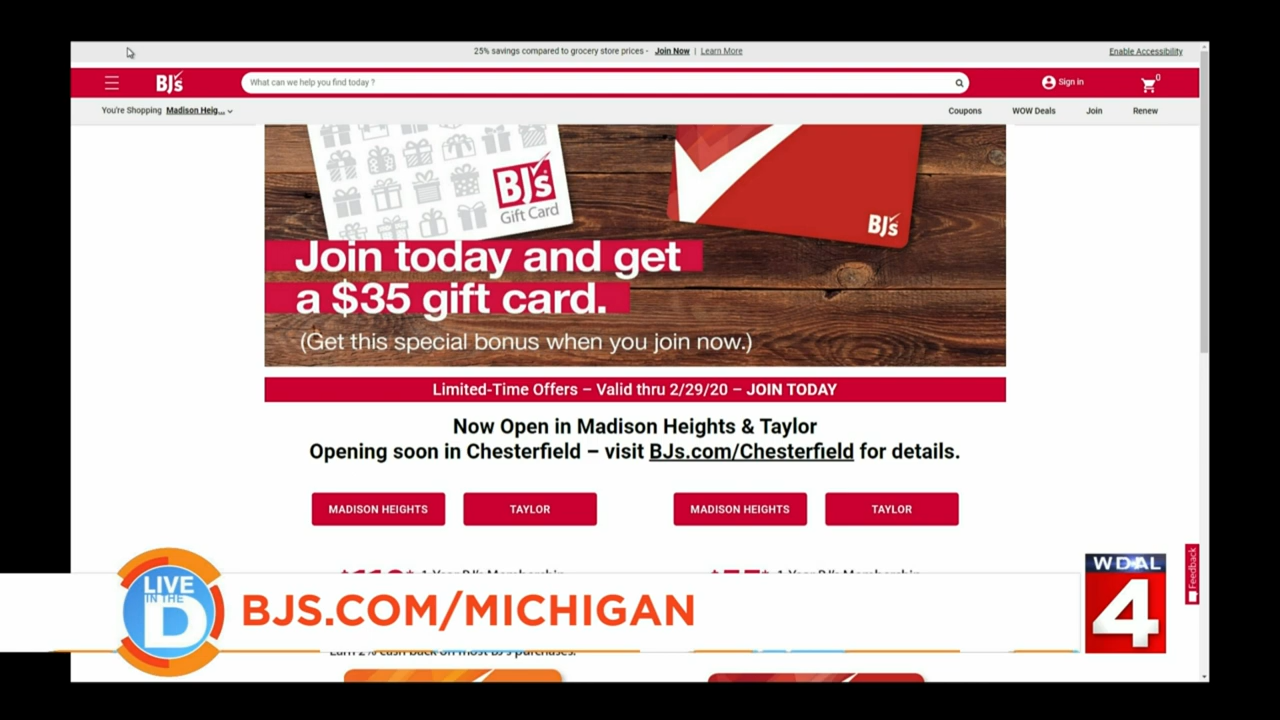 25% savings compared to grocery store prices - Join Now | Learn More
Enable Accessibility
BJ's
What can we help you find today ?
Sign in
0
You're Shopping Madison Heig...
Coupons
WOW Deals
Join
Renew
BJ's
Gift Card
BJ's
Join today and get
a $35 gift card.
(Get this special bonus when you join now.)
Limited-Time Offers – Valid thru 2/29/20 – JOIN TODAY
Now Open in Madison Heights & Taylor
Opening soon in Chesterfield – visit BJs.com/Chesterfield for details.
MADISON HEIGHTS
TAYLOR
MADISON HEIGHTS
TAYLOR
Feedback
LIVE
IN THE
D
BJS.COM/MICHIGAN
WDIV
4